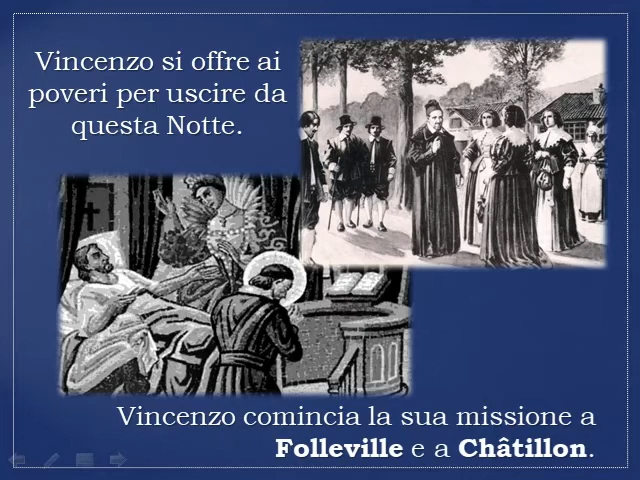 Vincenzo si offre ai
poveri per uscire da
questa Notte.
Vincenzo comincia la sua missione a
Folleville e a Châtillon.